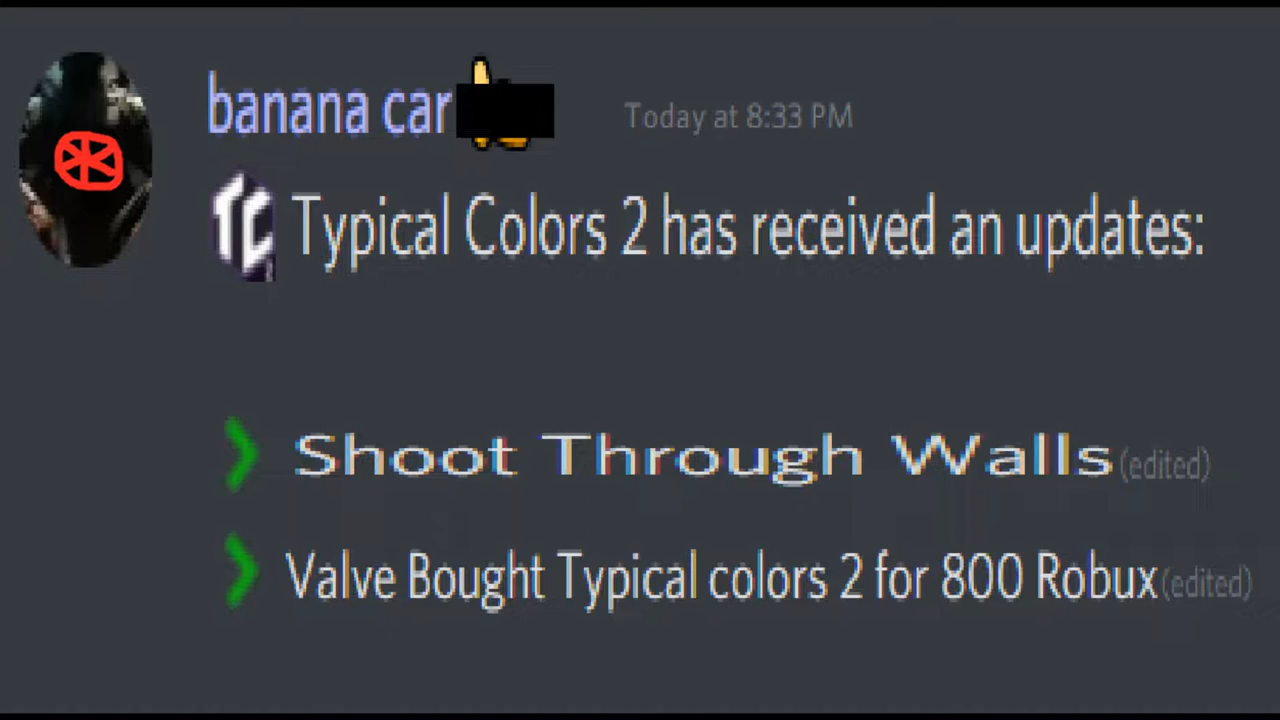 banana car
Today at 8:33 PM
TC Typical Colors 2 has received an updates:
Shoot Through Walls (edited)
Valve Bought Typical colors 2 for 800 Robux (edited)